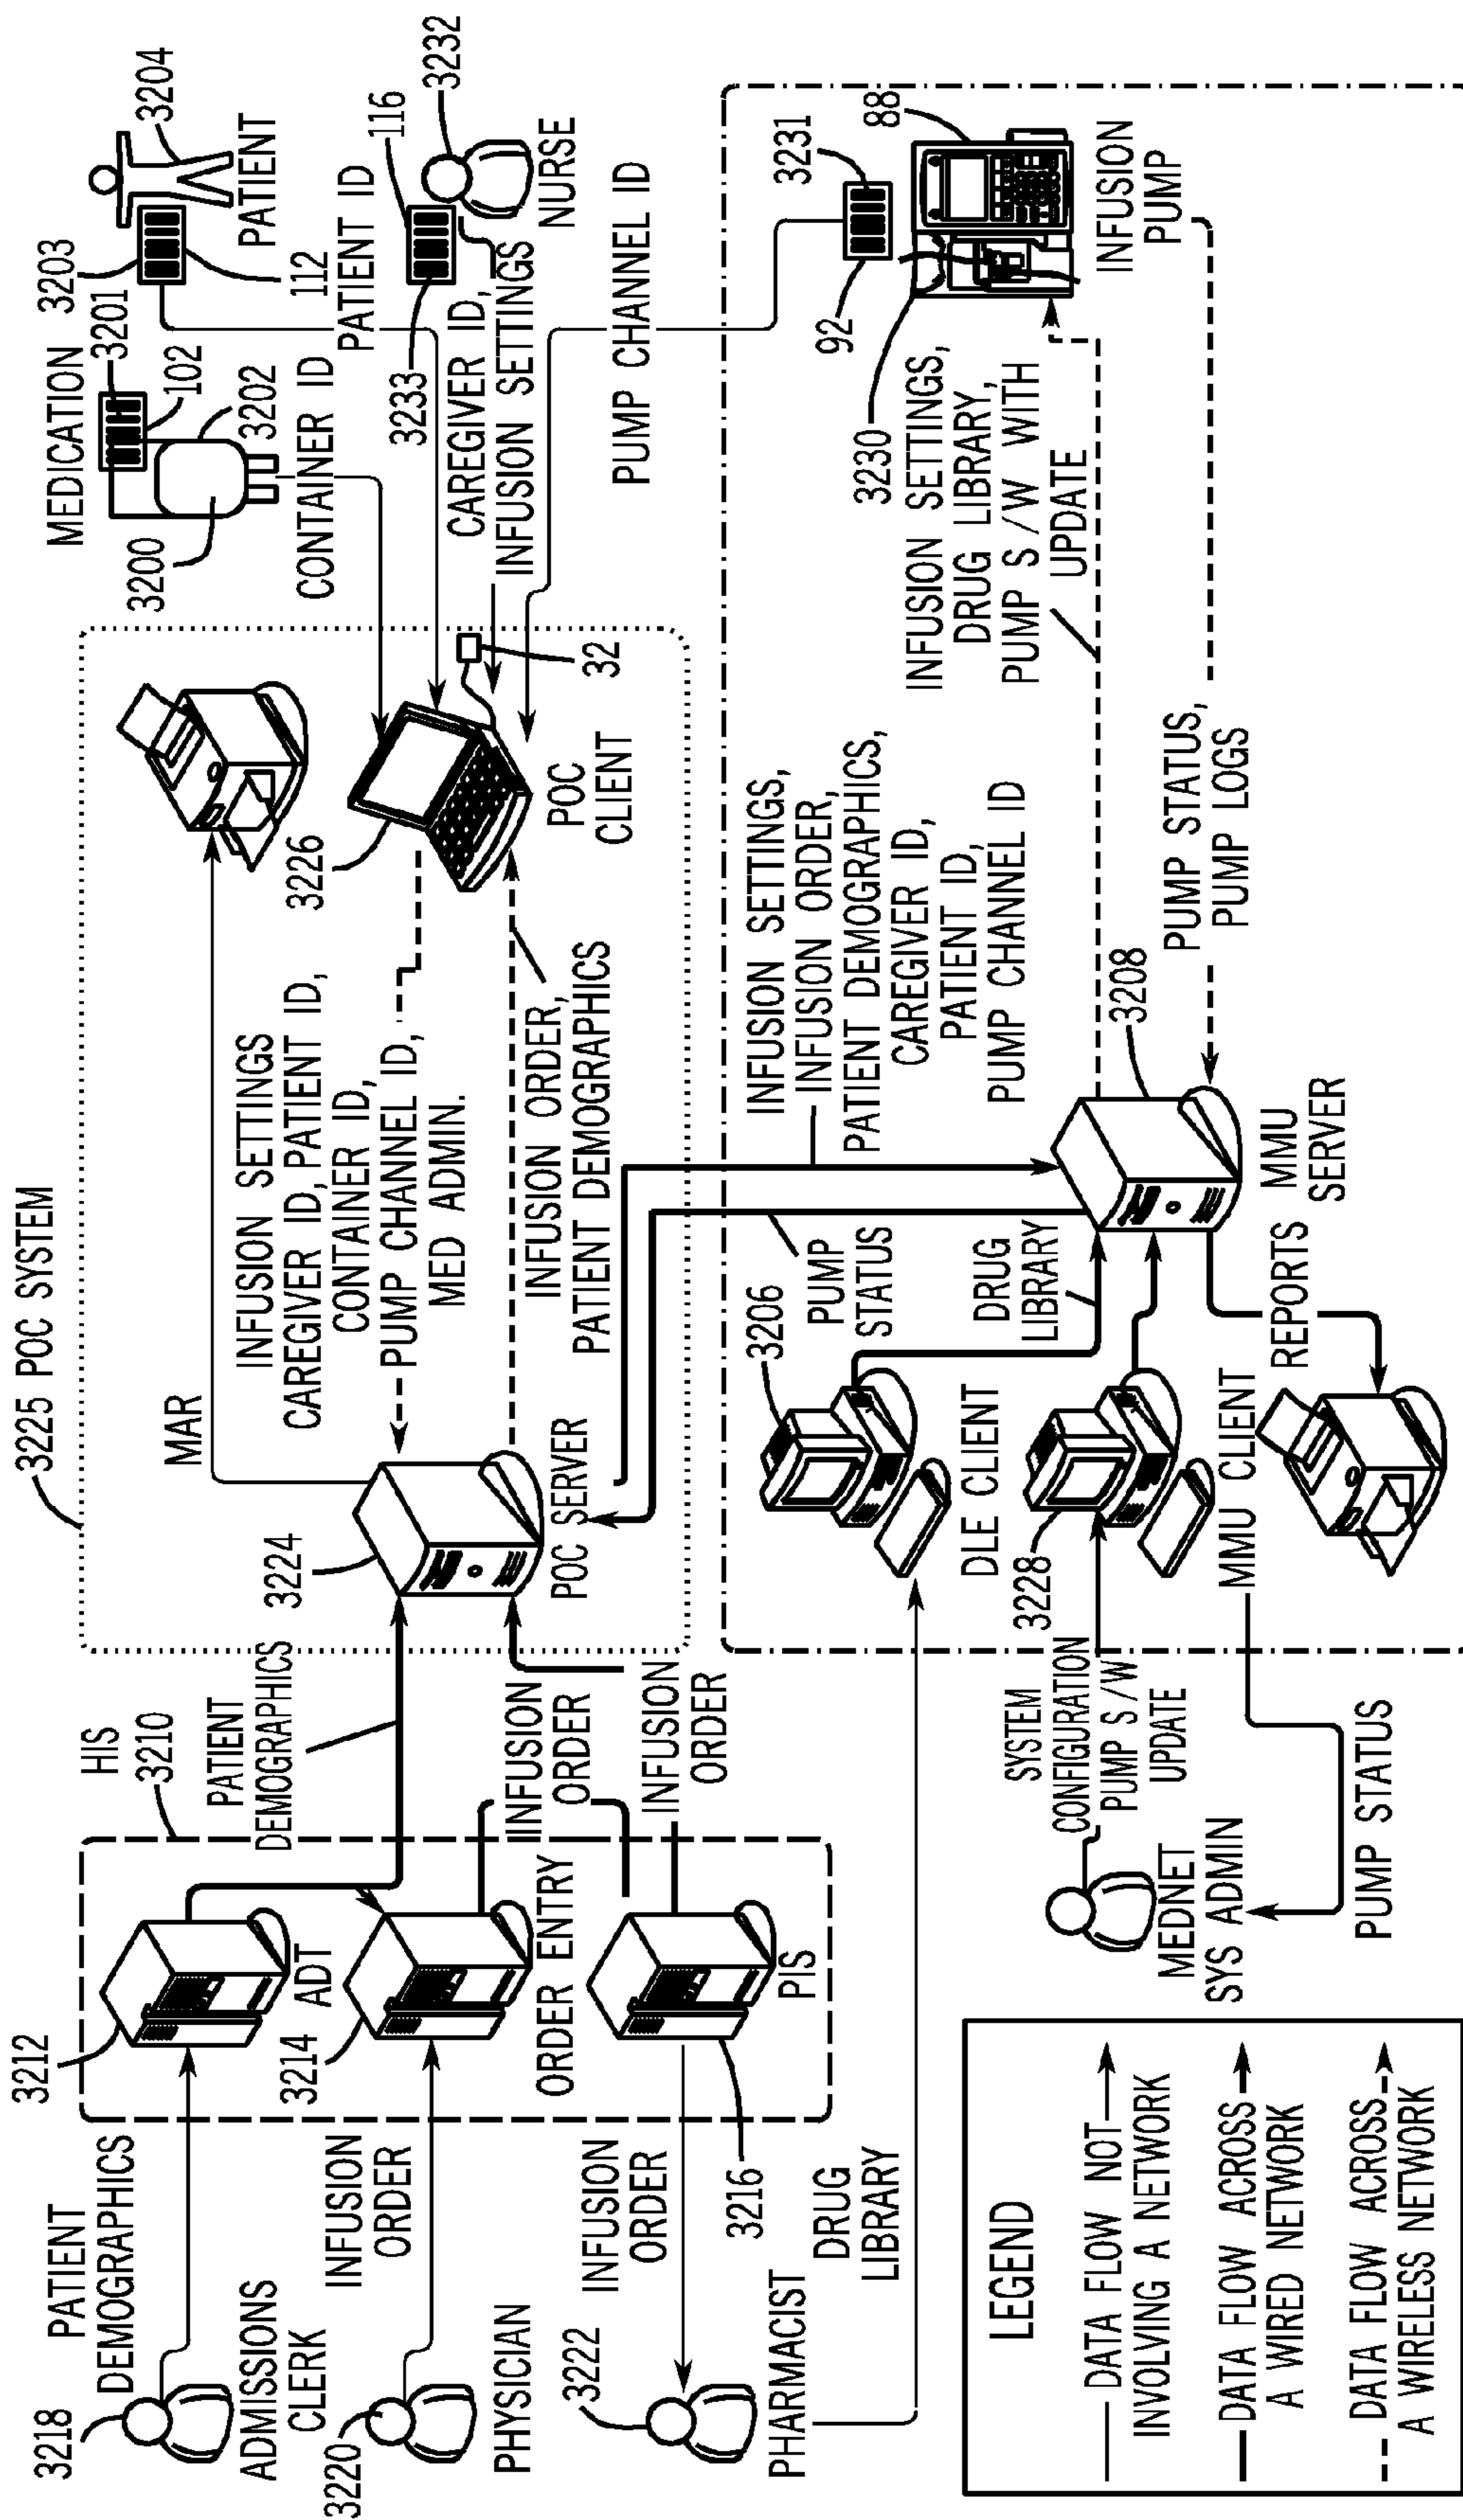 3218
PATIENT
DEMOGRAPHICS
ADMISSIONS
CLERK
3220
INFUSION
ORDER
PHYSICIAN
3222
INFUSION
ORDER
PHARMACIST
3216
DRUG
LIBRARY
LEGEND
DATA FLOW NOT
INVOLVING A NETWORK
DATA FLOW ACROSS
A WIRED NETWORK
DATA FLOW ACROSS
A WIRELESS NETWORK
HIS
3210
3212
ADT
3214
ORDER ENTRY
PIS
PATIENT
DEMOGRAPHICS
INFUSION
ORDER
INFUSION
ORDER
MEDNET
SYS ADMIN
SYSTEM
CONFIGURATION
PUMP S/W
UPDATE
PUMP STATUS
3225 POC SYSTEM
3224
POC SERVER
MAR
INFUSION SETTINGS
CAREGIVER ID, PATIENT ID,
CONTAINER ID,
PUMP CHANNEL ID,
MED ADMIN.
INFUSION ORDER,
PATIENT DEMOGRAPHICS
3226
POC
CLIENT
32
3206
DLE CLIENT
3228
MMU CLIENT
PUMP
STATUS
DRUG
LIBRARY
REPORTS
MMU
SERVER
3208
INFUSION SETTINGS,
INFUSION ORDER,
PATIENT DEMOGRAPHICS,
CAREGIVER ID,
PATIENT ID,
PUMP CHANNEL ID
PUMP STATUS,
PUMP LOGS
INFUSION SETTINGS,
DRUG LIBRARY,
PUMP S/W WITH
UPDATE
MEDICATION
3200
3201
102
3202
CONTAINER ID
3203
3204
PATIENT
112
PATIENT ID
116
3232
3233
NURSE
CAREGIVER ID,
INFUSION SETTINGS
PUMP CHANNEL ID
3231
88
92
3230
INFUSION
PUMP